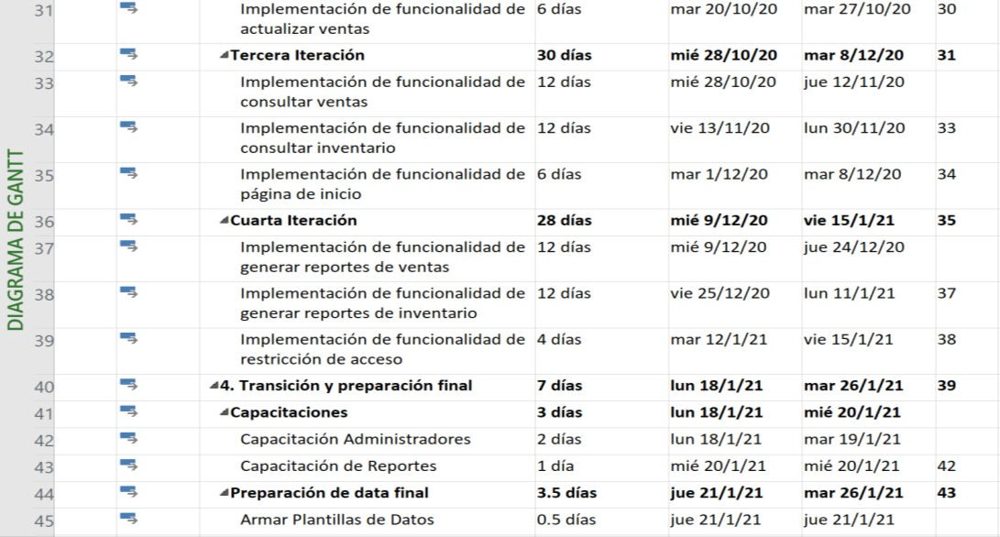 DIAGRAMA DE GANTT
31 Implementación de funcionalidad de 6 días mar 20/10/20 mar 27/10/20 30
actualizar ventas
32 Tercera Iteración 30 días mié 28/10/20 mar 8/12/20 31
33 Implementación de funcionalidad de 12 días mié 28/10/20 jue 12/11/20
consultar ventas
34 Implementación de funcionalidad de 12 días vie 13/11/20 lun 30/11/20 33
consultar inventario
35 Implementación de funcionalidad de 6 días mar 1/12/20 mar 8/12/20 34
página de inicio
36 Cuarta Iteración 28 días mié 9/12/20 vie 15/1/21 35
37 Implementación de funcionalidad de 12 días mié 9/12/20 jue 24/12/20
generar reportes de ventas
38 Implementación de funcionalidad de 12 días vie 25/12/20 lun 11/1/21 37
generar reportes de inventario
39 Implementación de funcionalidad de 4 días mar 12/1/21 vie 15/1/21 38
restricción de acceso
40 4. Transición y preparación final 7 días lun 18/1/21 mar 26/1/21 39
41 Capacitaciones 3 días lun 18/1/21 mié 20/1/21
42 Capacitación Administradores 2 días lun 18/1/21 mar 19/1/21
43 Capacitación de Reportes 1 día mié 20/1/21 mié 20/1/21 42
44 Preparación de data final 3.5 días jue 21/1/21 mar 26/1/21 43
45 Armar Plantillas de Datos 0.5 días jue 21/1/21 jue 21/1/21